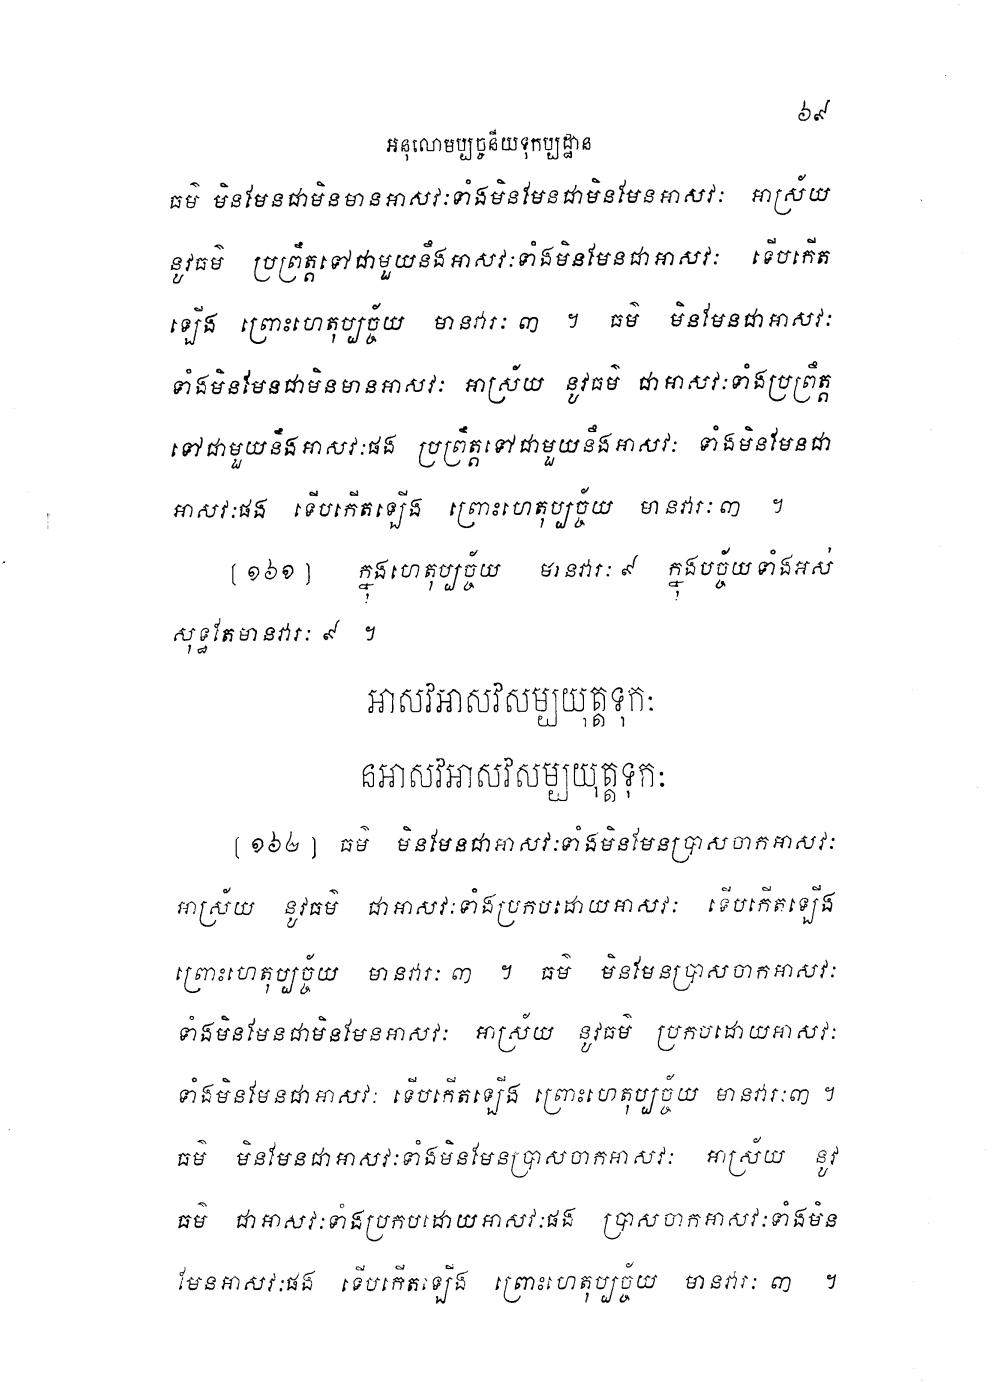 ៦៩
អនុលោមប្បច្ចនីយទុកប្បដ្ឋាន
ធម៌ មិនមែនជាមិនមានអាសវៈទាំងមិនមែនជាមិនមែនអាសវៈ អាស្រ័យ
នូវធម៌ ប្រព្រឹត្តទៅជាមួយនឹងអាសវៈទាំងមិនមែនជាអាសវៈ ទើបកើត
ឡើង ព្រោះហេតុប្បច្ច័យ មានវារៈ ៣ ។ ធម៌ មិនមែនជាអាសវៈ
ទាំងមិនមែនជាមិនមានអាសវៈ អាស្រ័យ នូវធម៌ ជាអាសវៈទាំងប្រព្រឹត្ត
ទៅជាមួយនឹងអាសវៈផង ប្រព្រឹត្តទៅជាមួយនឹងអាសវៈ ទាំងមិនមែនជា
អាសវៈផង ទើបកើតឡើង ព្រោះហេតុប្បច្ច័យ មានវារៈ ៣ ។
(១៦១) ក្នុងហេតុប្បច្ច័យ មានវារៈ ៩ ក្នុងបច្ច័យទាំងអស់
សុទ្ធតែមានវារៈ ៩ ។
អាសវអាសវសម្បយុត្តទុកៈ
នអាសវអាសវសម្បយុត្តទុកៈ
(១៦៤) ធម៌ មិនមែនជាអាសវៈទាំងមិនមែនប្រាសចាកអាសវៈ
អាស្រ័យ នូវធម៌ ជាអាសវៈទាំងប្រកបដោយអាសវៈ ទើបកើតឡើង
ព្រោះហេតុប្បច្ច័យ មានវារៈ ៣ ។ ធម៌ មិនមែនប្រាសចាកអាសវៈ
ទាំងមិនមែនជាមិនមែនអាសវៈ អាស្រ័យ នូវធម៌ ប្រកបដោយអាសវៈ
ទាំងមិនមែនជាអាសវៈ ទើបកើតឡើង ព្រោះហេតុប្បច្ច័យ មានវារៈ៣ ។
ធម៌ មិនមែនជាអាសវៈទាំងមិនមែនប្រាសចាកអាសវៈ អាស្រ័យ នូវ
ធម៌ ជាអាសវៈទាំងប្រកបដោយអាសវៈផង ប្រាសចាកអាសវៈទាំងមិន
មែនអាសវៈផង ទើបកើតឡើង ព្រោះហេតុប្បច្ច័យ មានវារៈ ៣ ។